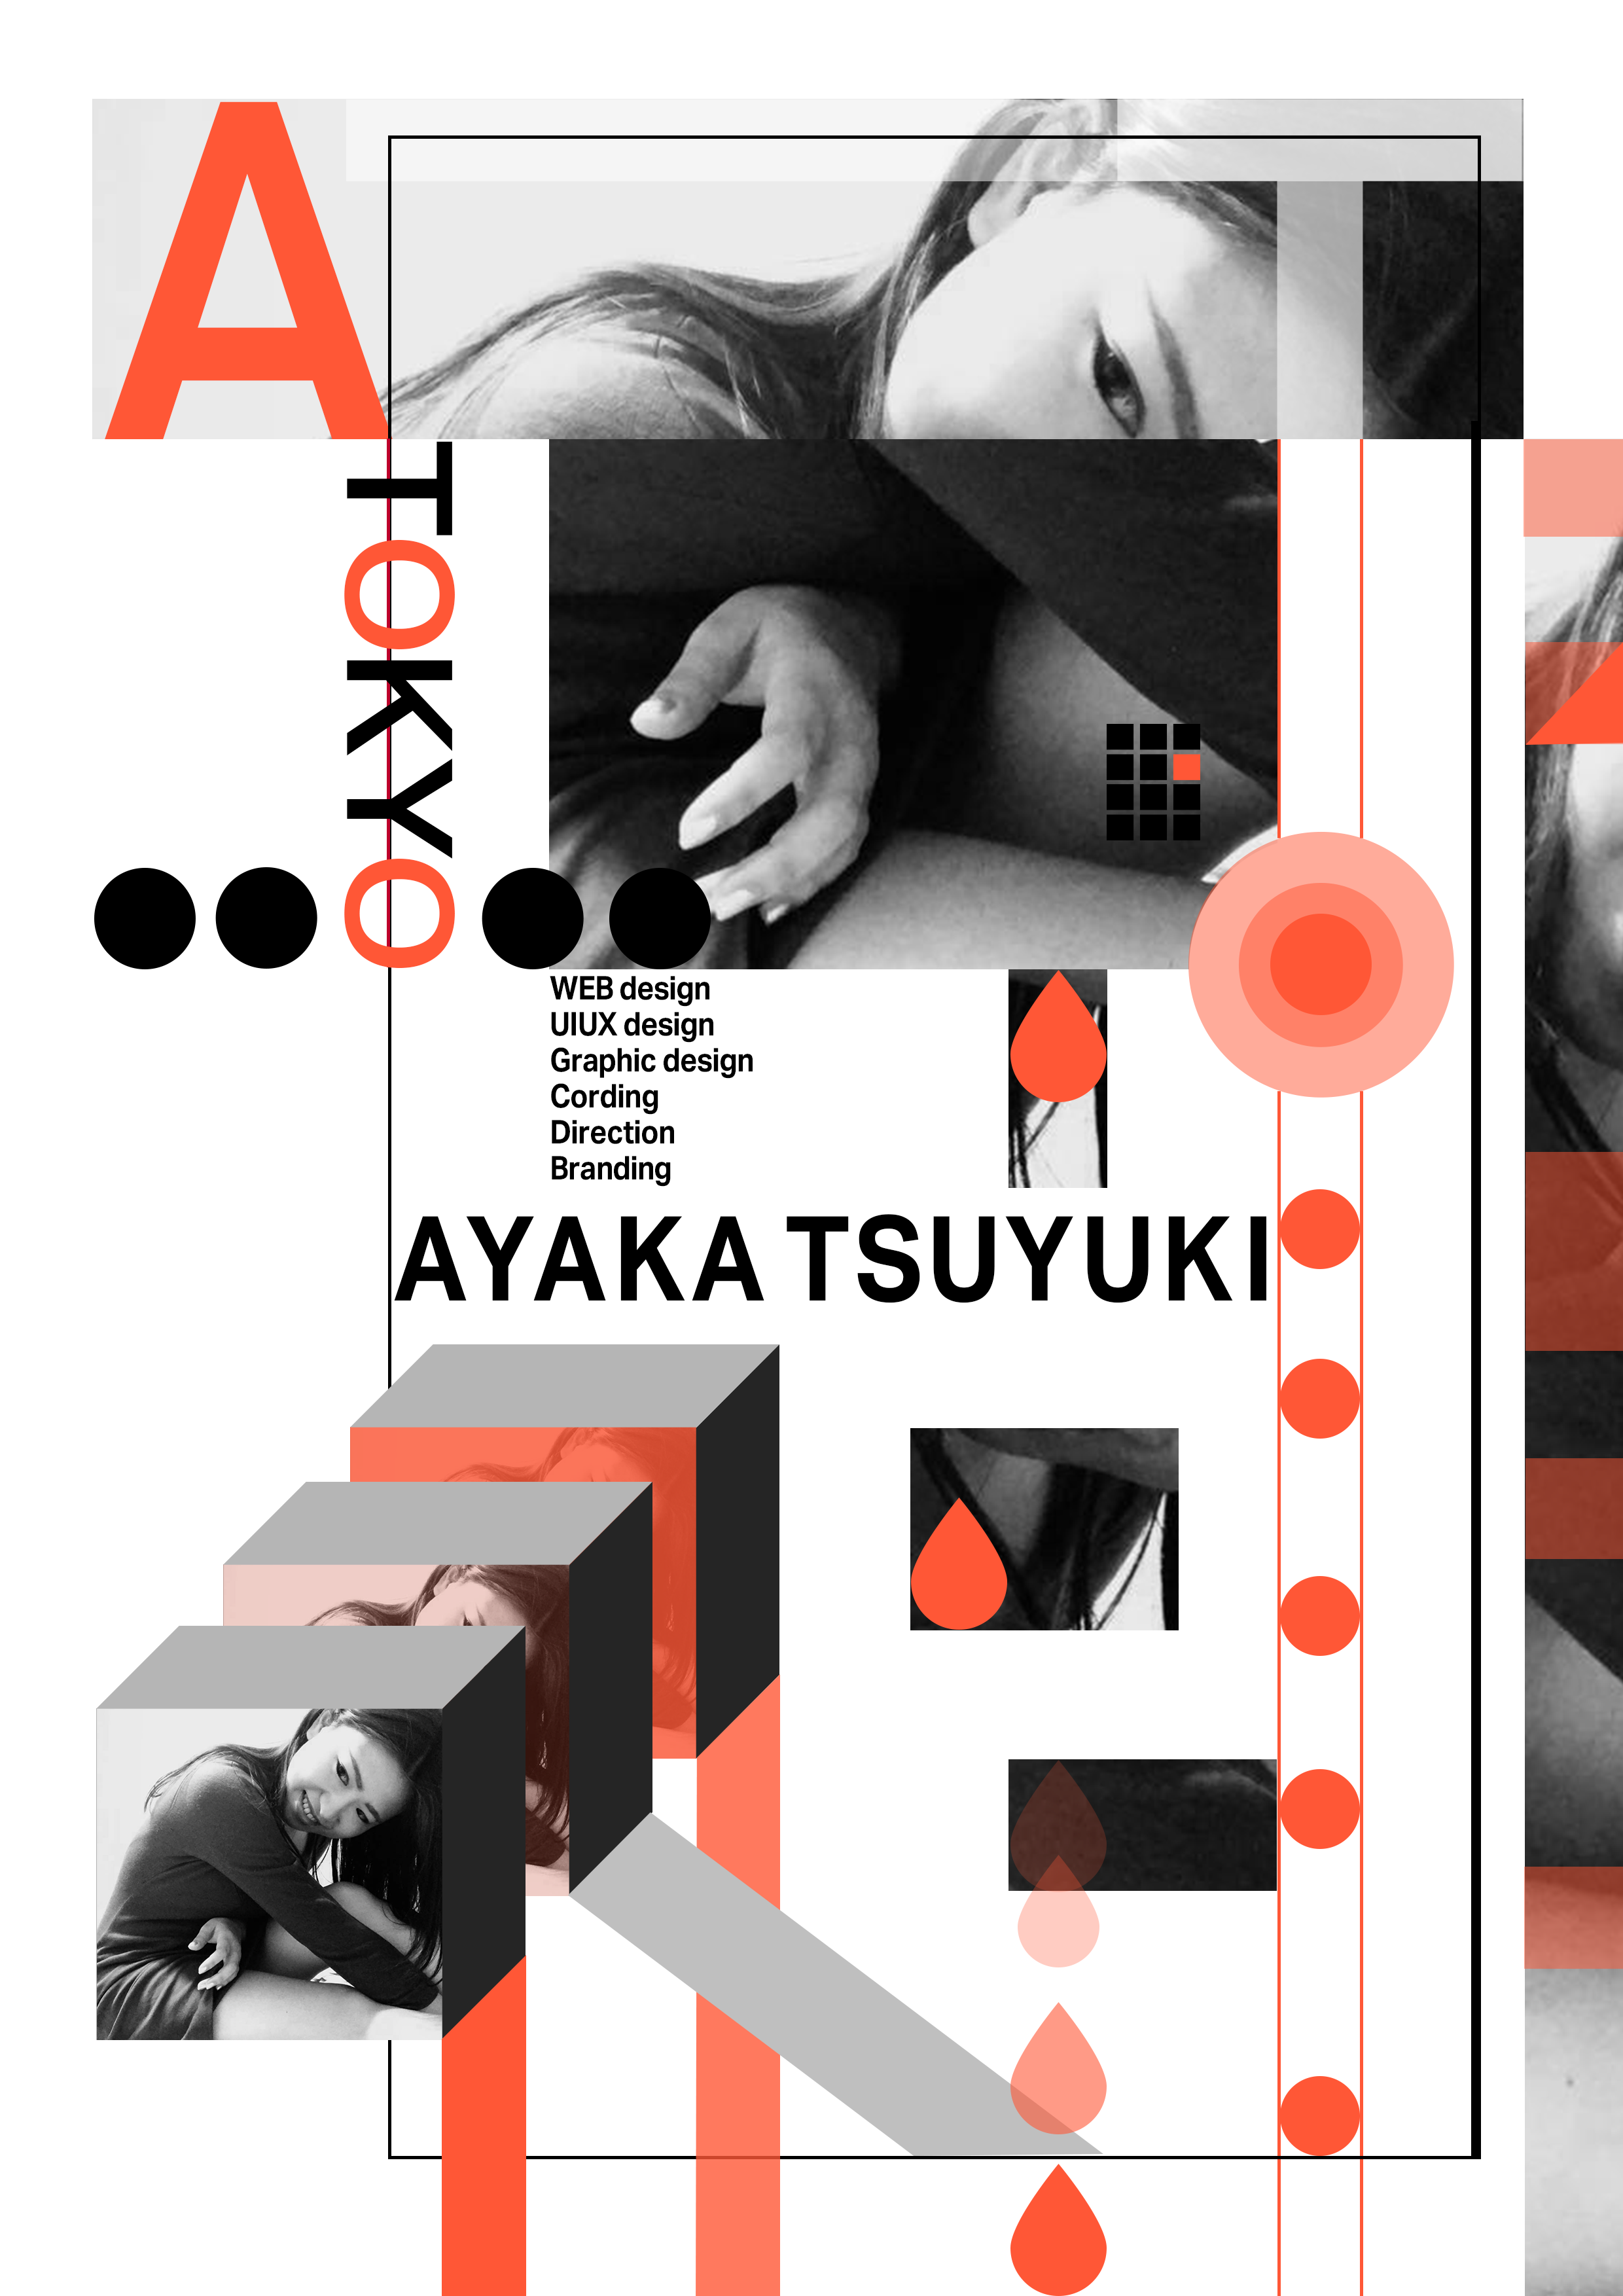 A T
TOKYO
WEB design
UIUX design
Graphic design
Cording
Direction
Branding
AYAKA TSUYUKI